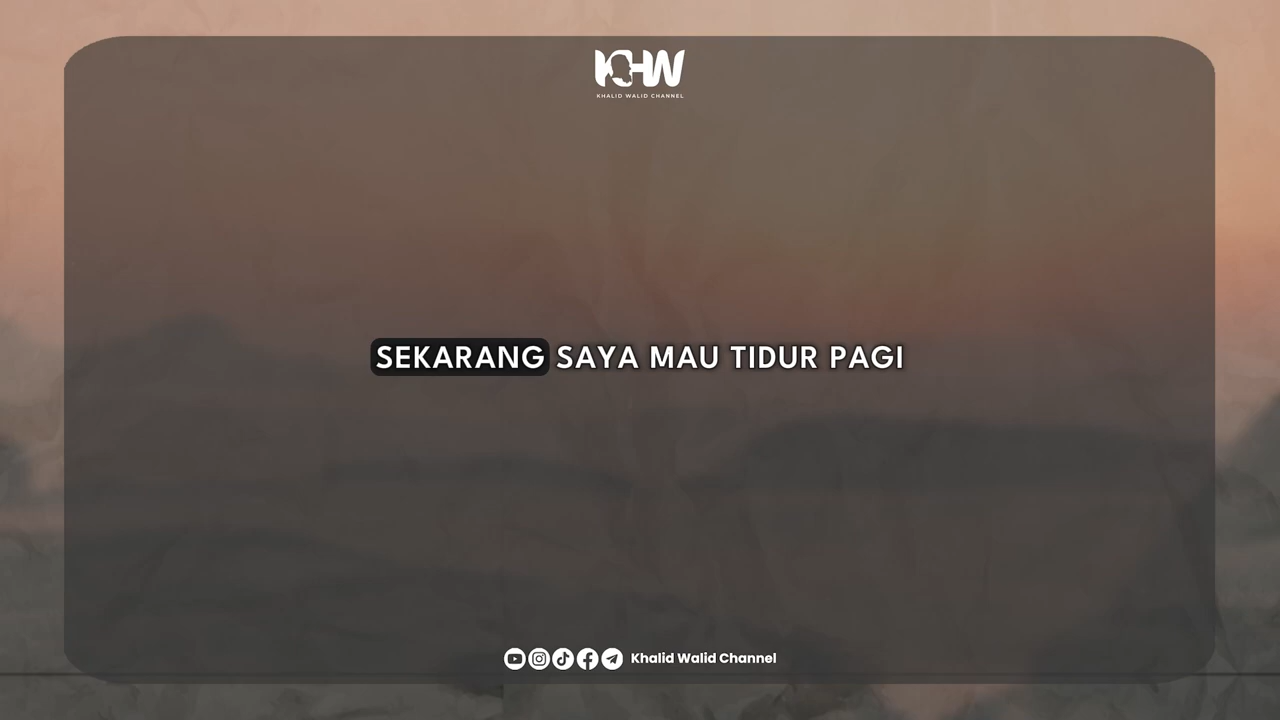 KHW
KHALID WALID CHANNEL
SEKARANG SAYA MAU TIDUR PAGI
Khalid Walid Channel